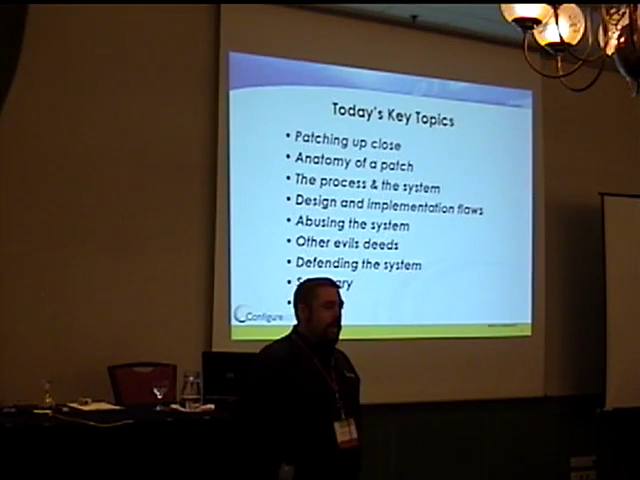 Today's Key Topics
• Patching up close
• Anatomy of a patch
• The process & the system
• Design and implementation flaws
• Abusing the system
• Other evils deeds
• Defending the system
Configure